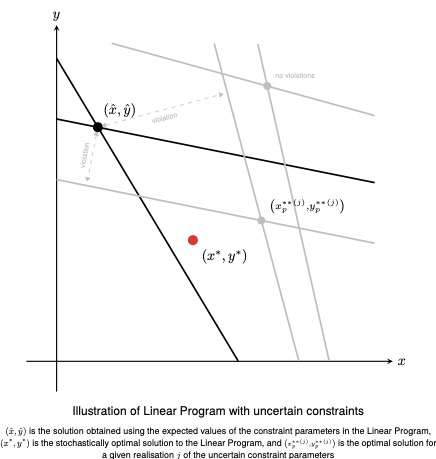 y
no violations
(x̂, ŷ)
violation
violation
(x_p^{**(j)}, y_p^{**(j)})
(x*, y*)
x
Illustration of Linear Program with uncertain constraints
(x̂, ŷ) is the solution obtained using the expected values of the constraint parameters in the Linear Program,
(x*, y*) is the stochastically optimal solution to the Linear Program, and (x_p^{**(j)}, y_p^{**(j)}) is the optimal solution for
a given realisation j of the uncertain constraint parameters